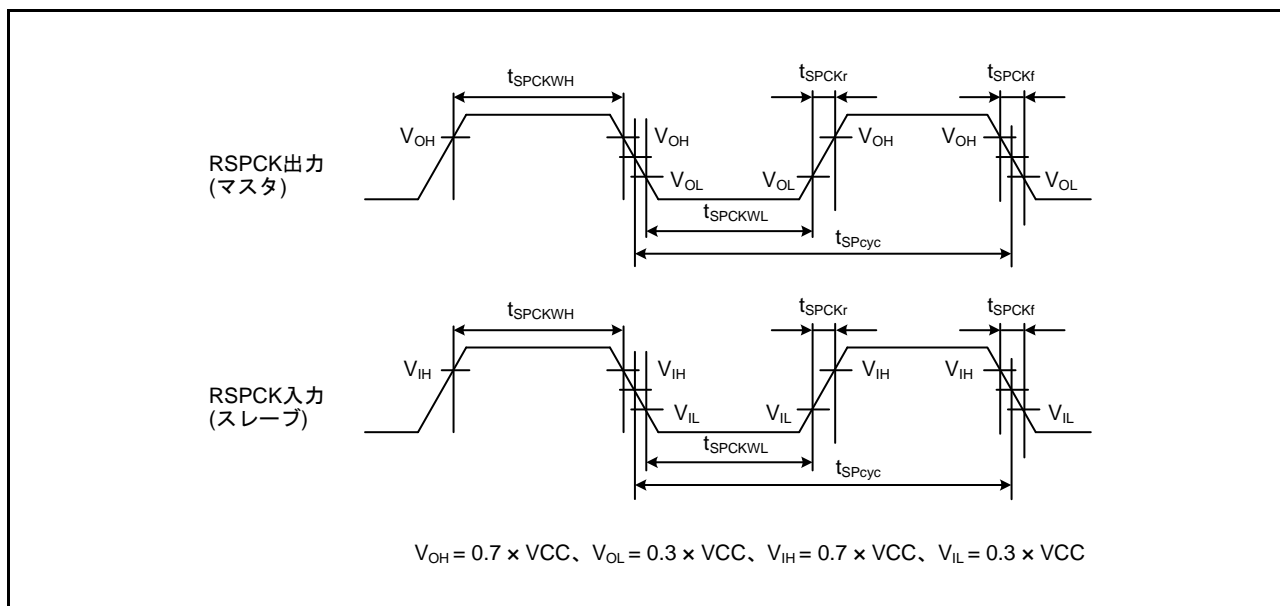 tSPCKWH
tSPCKr
tSPCKf
VOH
VOH
VOH
VOH
RSPCK出力
(マスタ)
VOL
VOL
VOL
tSPCKWL
tSPcyc
tSPCKWH
tSPCKr
tSPCKf
VIH
VIH
VIH
VIH
RSPCK入力
(スレーブ)
VIL
VIL
VIL
tSPCKWL
tSPcyc
VOH = 0.7 × VCC、VOL = 0.3 × VCC、VIH = 0.7 × VCC、VIL = 0.3 × VCC